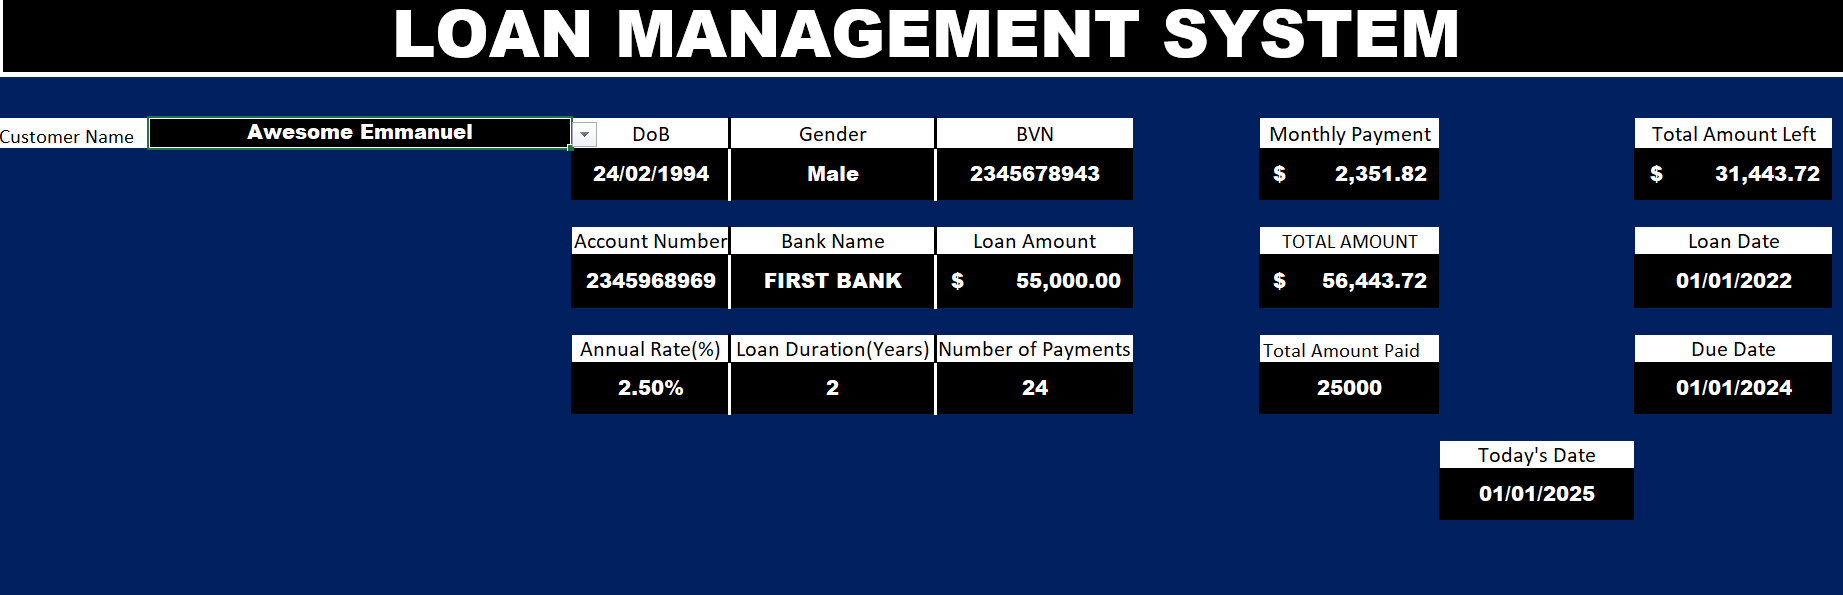 LOAN MANAGEMENT SYSTEM
Customer Name Awesome Emmanuel DoB Gender BVN Monthly Payment Total Amount Left
24/02/1994 Male 2345678943 $ 2,351.82 $ 31,443.72
Account Number Bank Name Loan Amount TOTAL AMOUNT Loan Date
2345968969 FIRST BANK $ 55,000.00 $ 56,443.72 01/01/2022
Annual Rate(%) Loan Duration(Years) Number of Payments Total Amount Paid Due Date
2.50% 2 24 25000 01/01/2024
Today's Date
01/01/2025